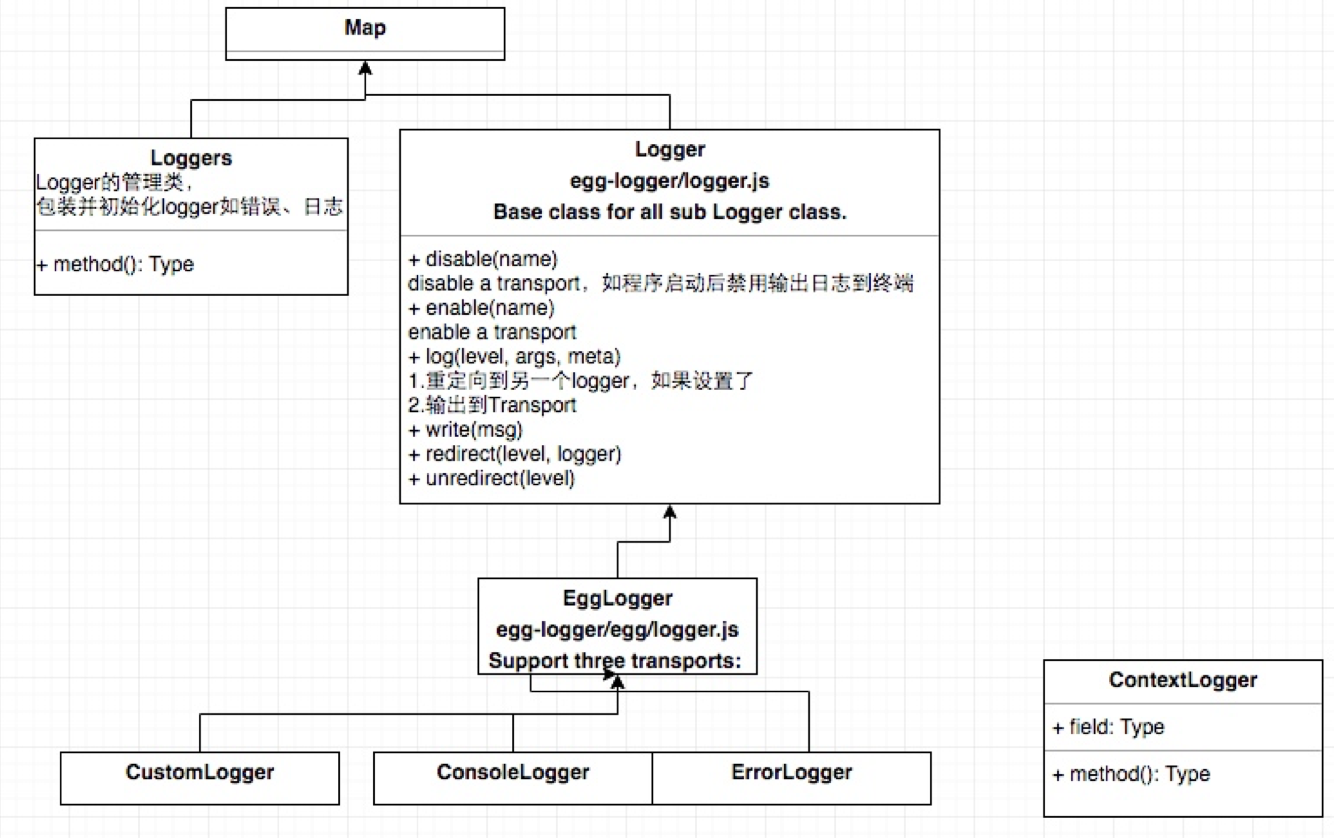 Map
Loggers
Logger的管理类，
包装并初始化logger如错误、日志
+ method(): Type
Logger
egg-logger/logger.js
Base class for all sub Logger class.
+ disable(name)
disable a transport，如程序启动后禁用输出日志到终端
+ enable(name)
enable a transport
+ log(level, args, meta)
1.重定向到另一个logger，如果设置了
2.输出到Transport
+ write(msg)
+ redirect(level, logger)
+ unredirect(level)
EggLogger
egg-logger/egg/logger.js
Support three transports:
CustomLogger
ConsoleLogger
ErrorLogger
ContextLogger
+ field: Type
+ method(): Type